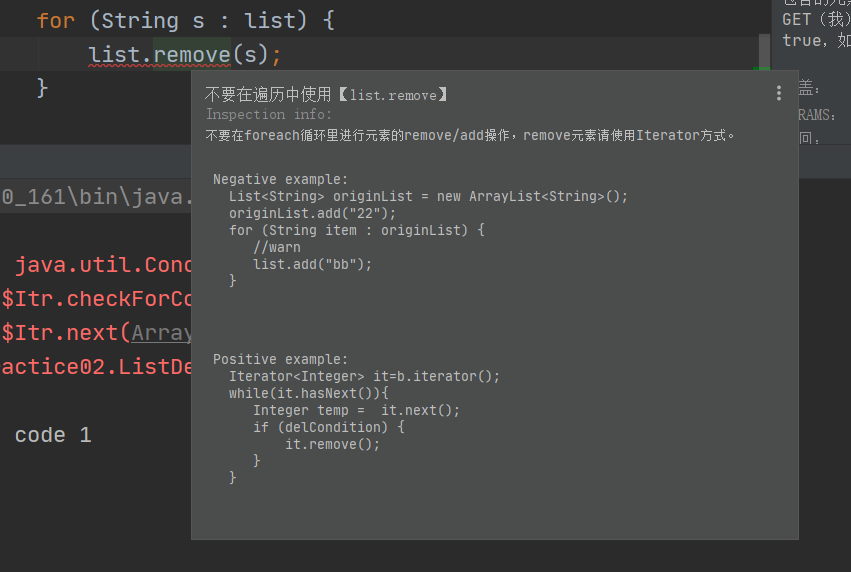 for (String s : list) {
list.remove(s);
}
GET（我）
true，如
不要在遍历中使用【list.remove】
Inspection info:
不要在foreach循环里进行元素的remove/add操作，remove元素请使用Iterator方式。
盖：
RAMS：
问，
Negative example:
List<String> originList = new ArrayList<String>();
originList.add("22");
for (String item : originList) {
//warn
list.add("bb");
}
0_161\bin\java.
java.util.Conc
$Itr.checkForCo
$Itr.next(Array
actice02.ListDe
Positive example:
Iterator<Integer> it=b.iterator();
while(it.hasNext()){
Integer temp =  it.next();
if (delCondition) {
it.remove();
}
}
code 1